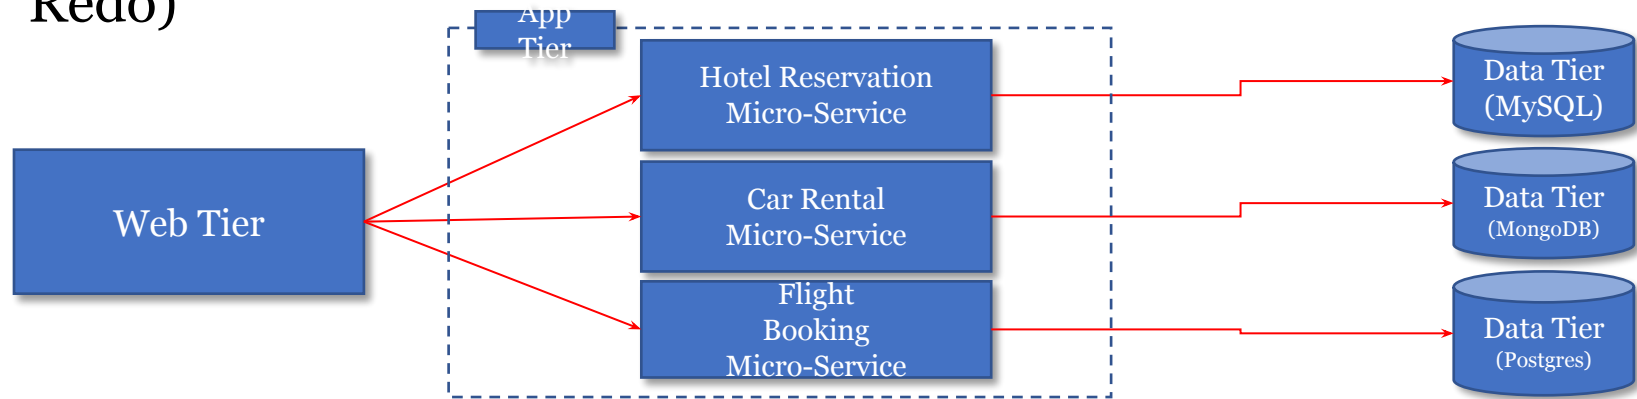 Redo)
App
Tier
Hotel Reservation
Micro-Service
Data Tier
(MySQL)
Web Tier
Car Rental
Micro-Service
Data Tier
(MongoDB)
Flight
Booking
Micro-Service
Data Tier
(Postgres)